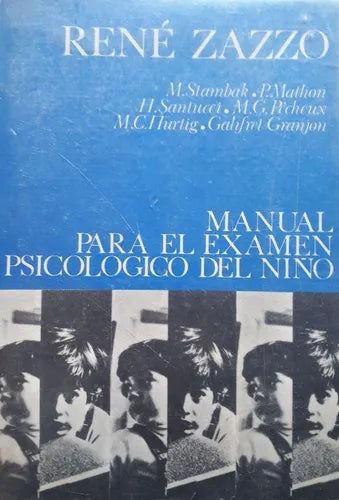 RENÉ ZAZZO
M. Stambak • P. Mathon
H. Santucci • M. G. Pêcheux
M. C. Hurtig • Galifret-Granjon
MANUAL
PARA EL EXAMEN
PSICOLOGICO DEL NIÑO